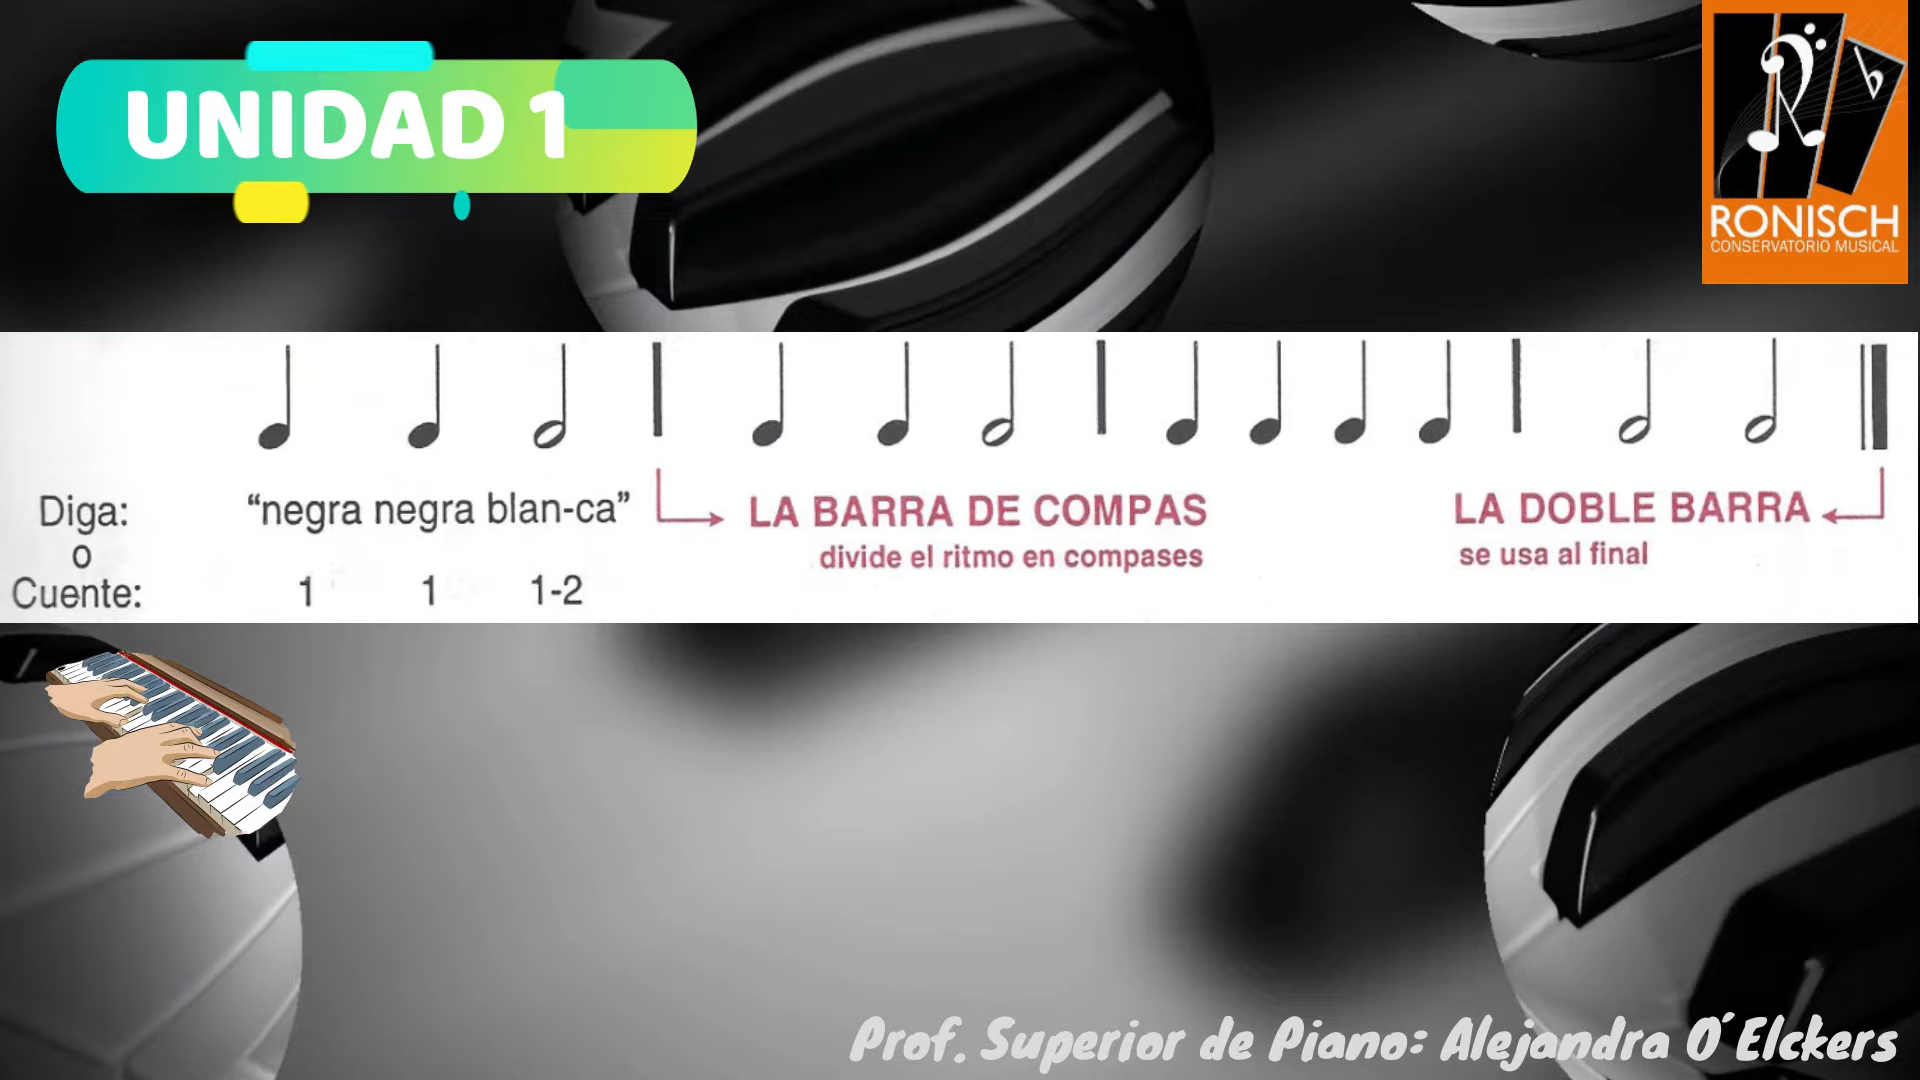 UNIDAD 1
RONISCH
CONSERVATORIO MUSICAL
Diga: “negra negra blan-ca” LA BARRA DE COMPAS LA DOBLE BARRA
o divide el ritmo en compases se usa al final
Cuente: 1 1 1-2
Prof. Superior de Piano: Alejandra O´Elckers